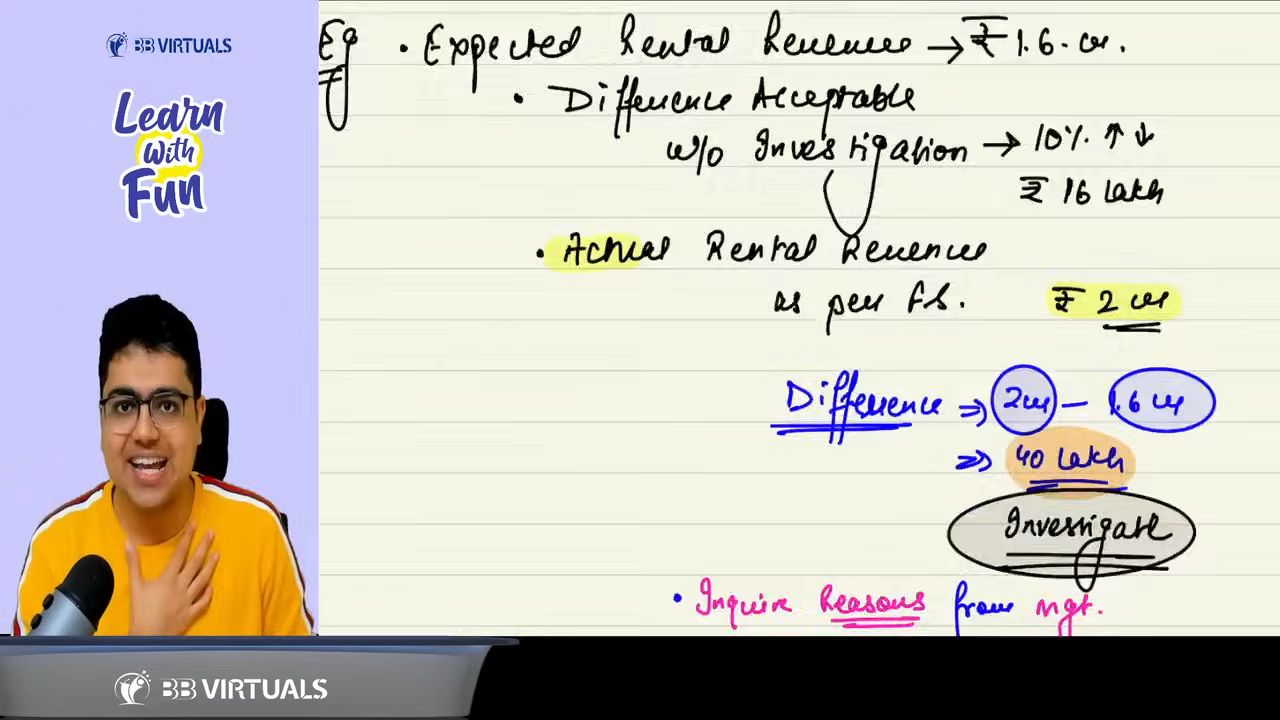 BB VIRTUALS
Learn
With
Fun
Eg • Expected Rental Revenue → ₹ 1.6 cr.
• Difference Acceptable
w/o Investigation → 10% ↑ ↓
₹ 16 Lakh
• Actual Rental Revenue
as per FS. ₹ 2 cr
Difference ⇒ 2cr - 1.6 cr
⇒ 40 Lakh
Investigate
• Inquire Reasons from mgt.
BB VIRTUALS